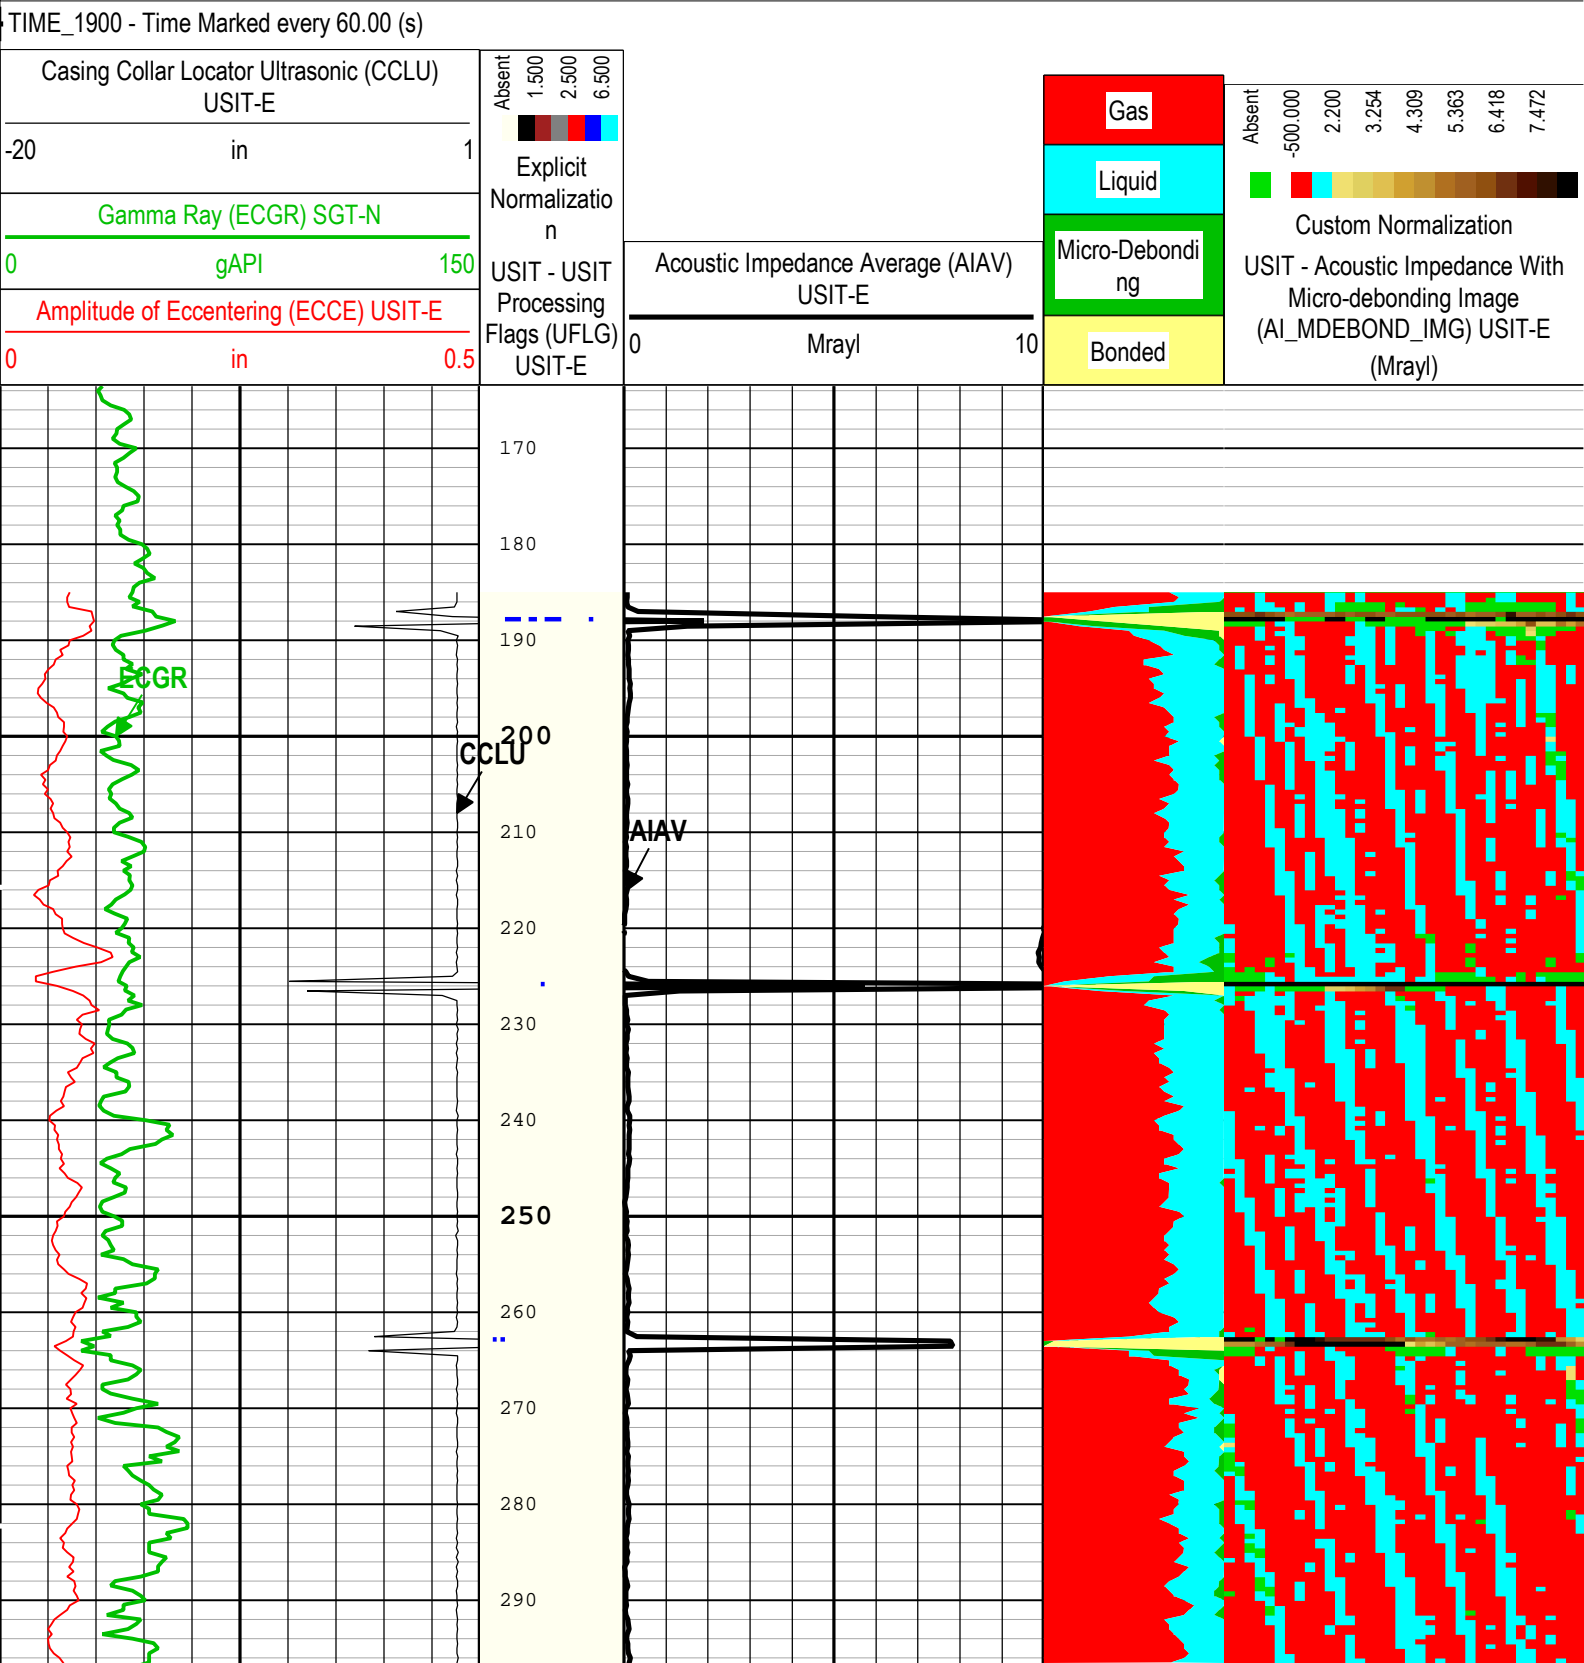 TIME_1900 - Time Marked every 60.00 (s)
Casing Collar Locator Ultrasonic (CCLU)
USIT-E
-20 in 1
Gamma Ray (ECGR) SGT-N
0 gAPI 150
Amplitude of Eccentering (ECCE) USIT-E
0 in 0.5
Absent
1.500
2.500
6.500
Explicit
Normalizatio
n
USIT - USIT
Processing
Flags (UFLG)
USIT-E
Acoustic Impedance Average (AIAV)
USIT-E
0 Mrayl 10
Gas
Liquid
Micro-Debondi
ng
Bonded
Absent
-500.000
2.200
3.254
4.309
5.363
6.418
7.472
Custom Normalization
USIT - Acoustic Impedance With
Micro-debonding Image
(AI_MDEBOND_IMG) USIT-E
(Mrayl)
170
180
190
ECGR
200
CCLU
210
AIAV
220
230
240
250
260
270
280
290